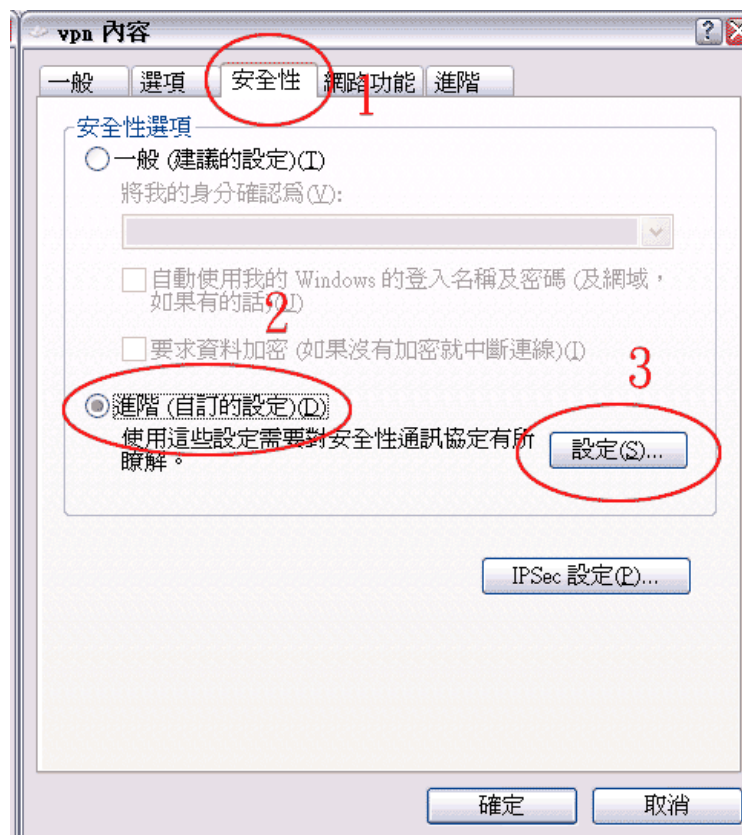 vpn 內容
一般 選項 安全性 網路功能 進階
1
安全性選項
一般 (建議的設定)(T)
將我的身分確認為(V):
自動使用我的 Windows 的登入名稱及密碼 (及網域，
如果有的話)(U)
2
要求資料加密 (如果沒有加密就中斷連線)(I)
3
進階 (自訂的設定)(D)
使用這些設定需要對安全性通訊協定有所
瞭解。
設定(S)...
IPSec 設定(P)...
確定 取消